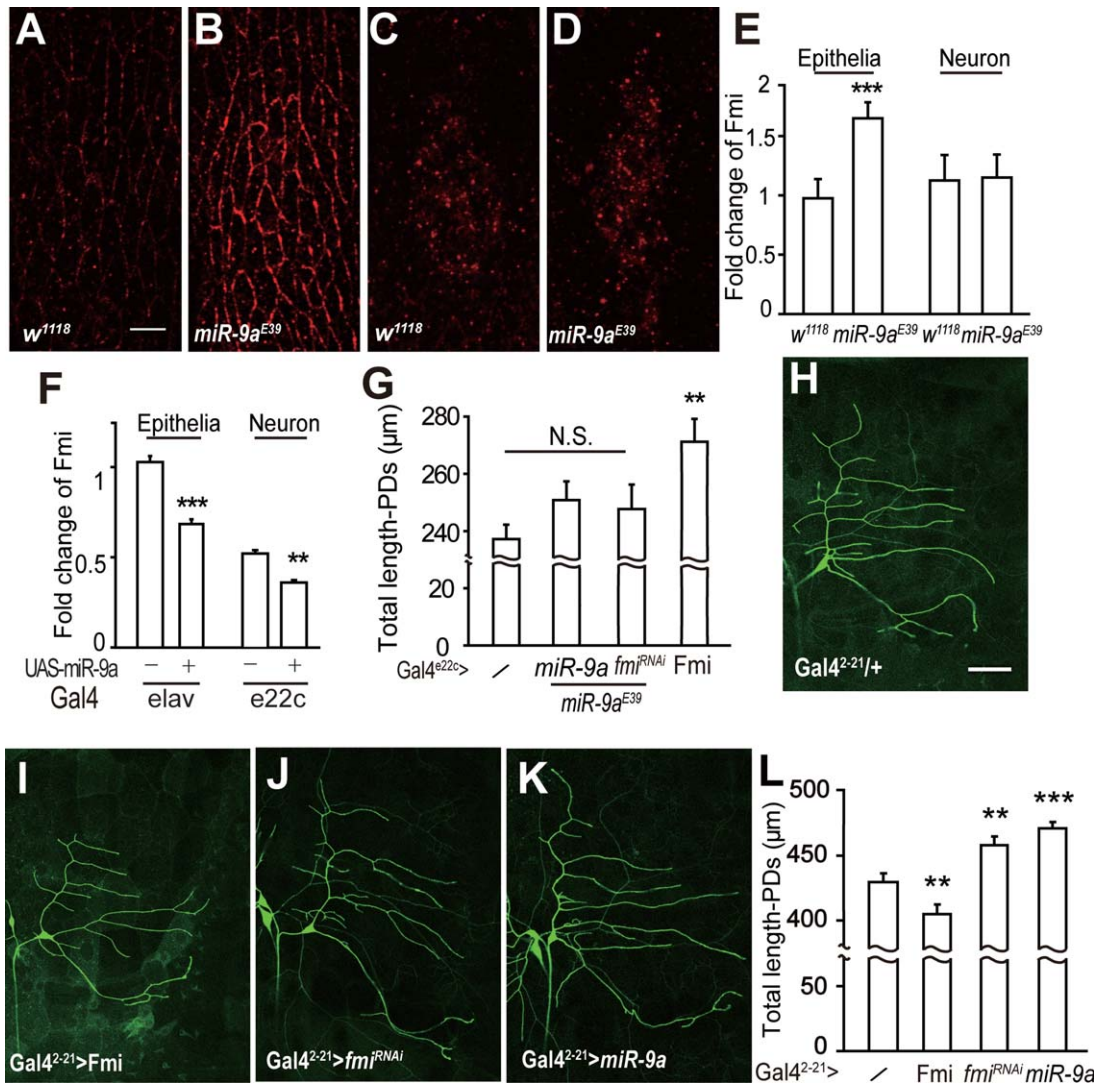 A
w1118
B
miR-9aE39
C
w1118
D
miR-9aE39
E
Epithelia Neuron
2
***
1.5
1
0.5
0
Fold change of Fmi
w1118 miR-9aE39 w1118 miR-9aE39
F
Epithelia Neuron
1
***
0.5
**
0
Fold change of Fmi
UAS-miR-9a − + − +
Gal4 elav e22c
G
280
**
N.S.
260
240
20
0
Total length-PDs (µm)
Gal4e22c> / miR-9a fmiRNAi Fmi
miR-9aE39
H
Gal42-21/+
I
Gal42-21>Fmi
J
Gal42-21>fmiRNAi
K
Gal42-21>miR-9a
L
500
** ***
450
**
400
50
0
Total length-PDs (µm)
Gal42-21> / Fmi fmiRNAi miR-9a